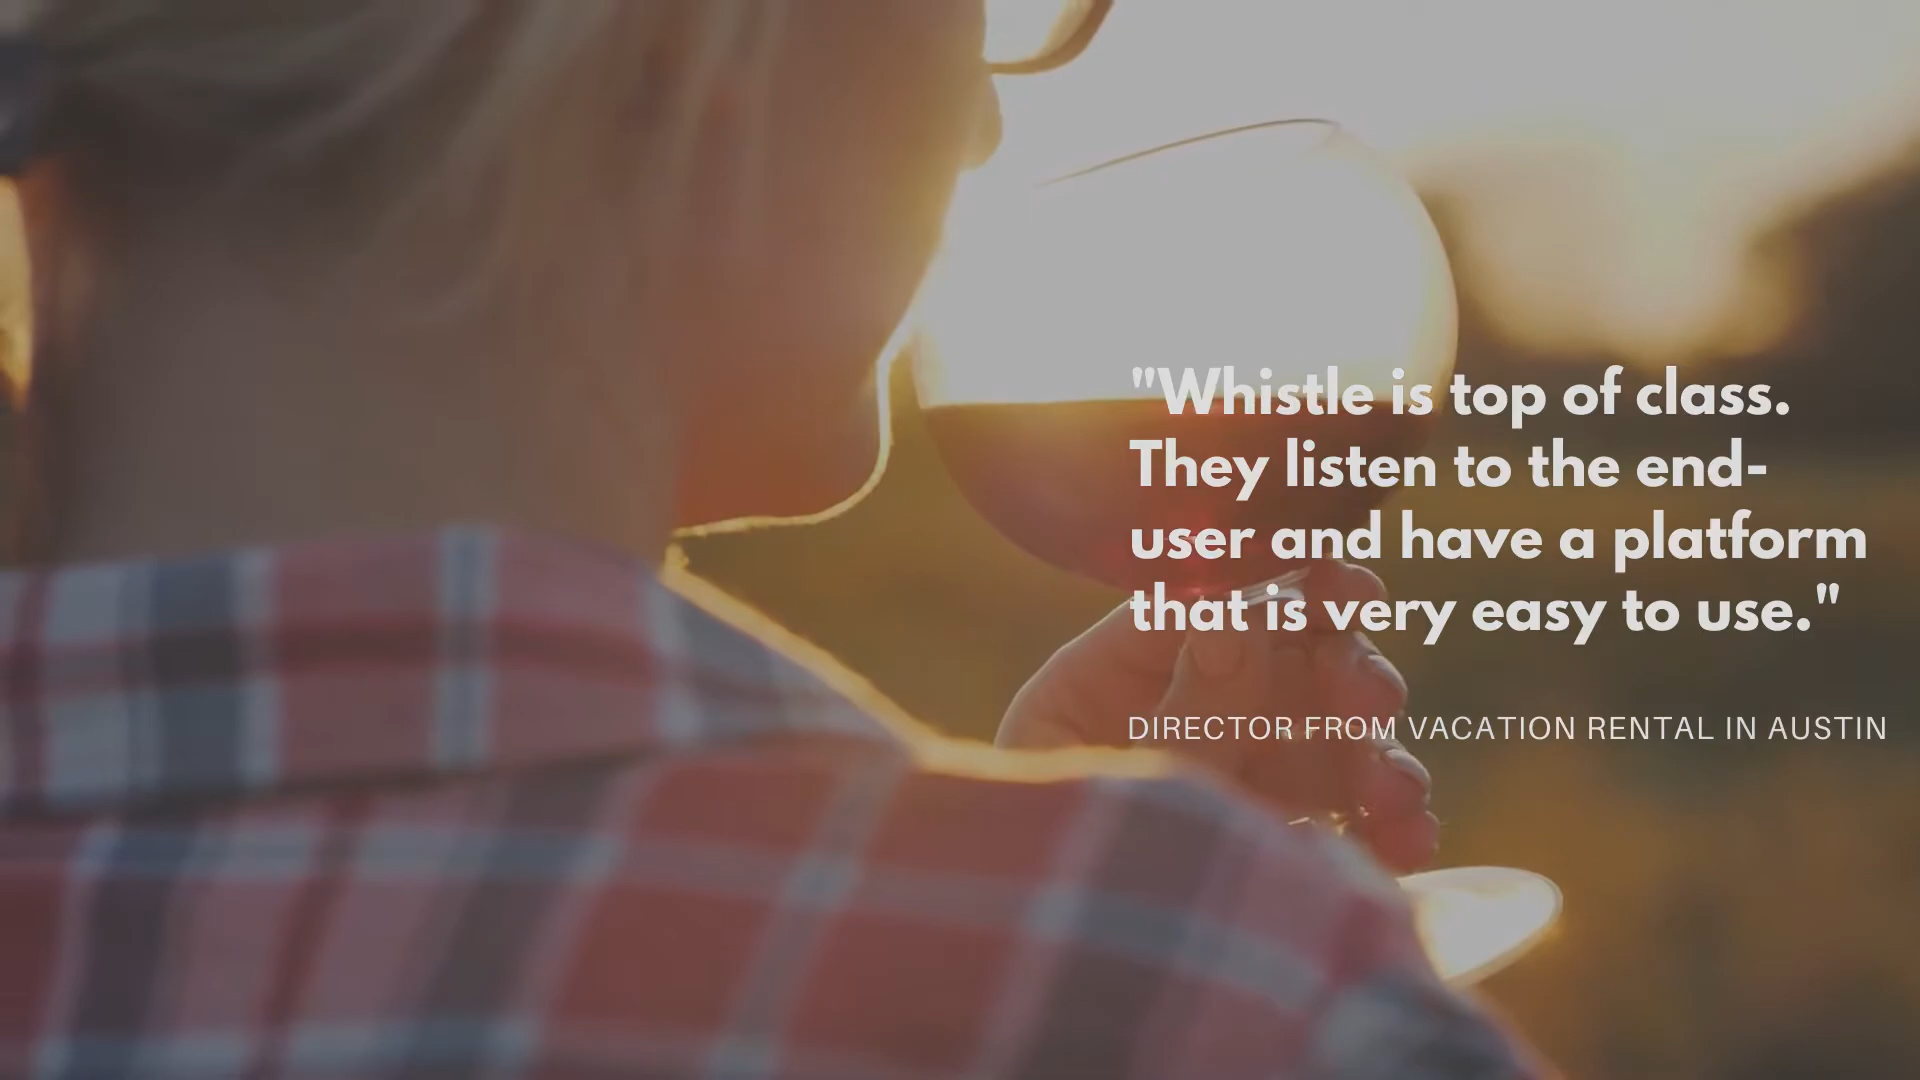 "Whistle is top of class.
They listen to the end-
user and have a platform
that is very easy to use."
DIRECTOR FROM VACATION RENTAL IN AUSTIN